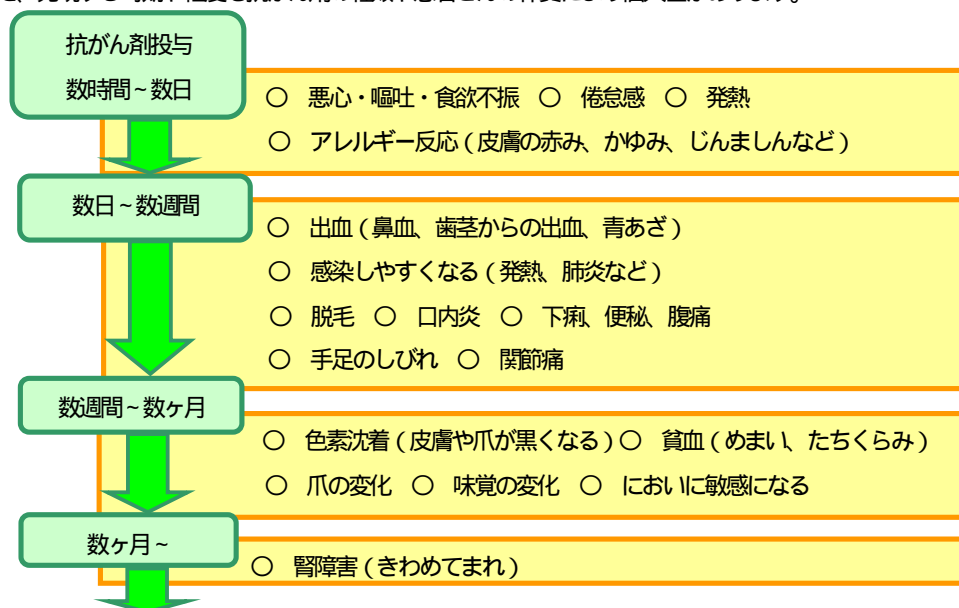 抗がん剤投与
数時間~数日
○ 悪心・嘔吐・食欲不振 ○ 倦怠感 ○ 発熱
○ アレルギー反応(皮膚の赤み、かゆみ、じんましんなど)
数日~数週間
○ 出血(鼻血、歯茎からの出血、青あざ)
○ 感染しやすくなる(発熱、肺炎など)
○ 脱毛 ○ 口内炎 ○ 下痢、便秘、腹痛
○ 手足のしびれ ○ 関節痛
数週間~数ヶ月
○ 色素沈着(皮膚や爪が黒くなる)○ 貧血(めまい、たちくらみ)
○ 爪の変化 ○ 味覚の変化 ○ においに敏感になる
数ヶ月~
○ 腎障害(きわめてまれ)